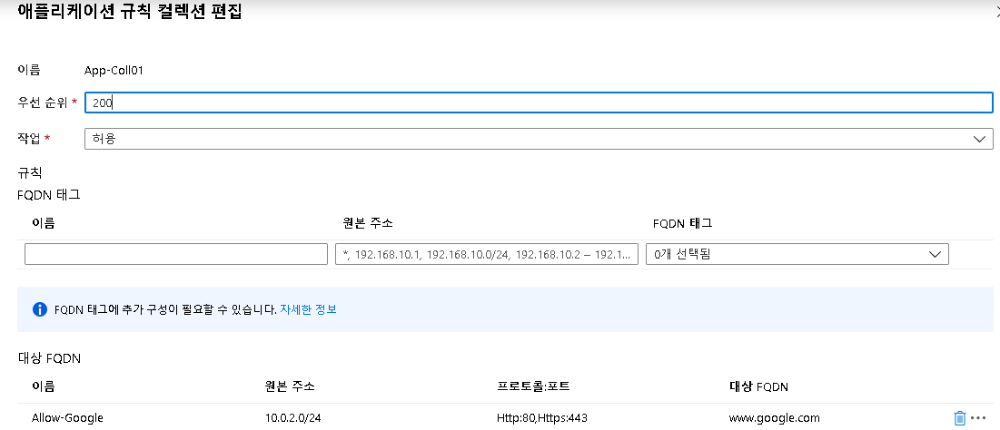 애플리케이션 규칙 컬렉션 편집
이름 App-Coll01
우선 순위 * 200
작업 * 허용
규칙
FQDN 태그
이름 원본 주소 FQDN 태그
*, 192.168.10.1, 192.168.10.0/24, 192.168.10.2 – 192.1... 0개 선택됨
FQDN 태그에 추가 구성이 필요할 수 있습니다. 자세한 정보
대상 FQDN
이름 원본 주소 프로토콜:포트 대상 FQDN
Allow-Google 10.0.2.0/24 Http:80,Https:443 www.google.com